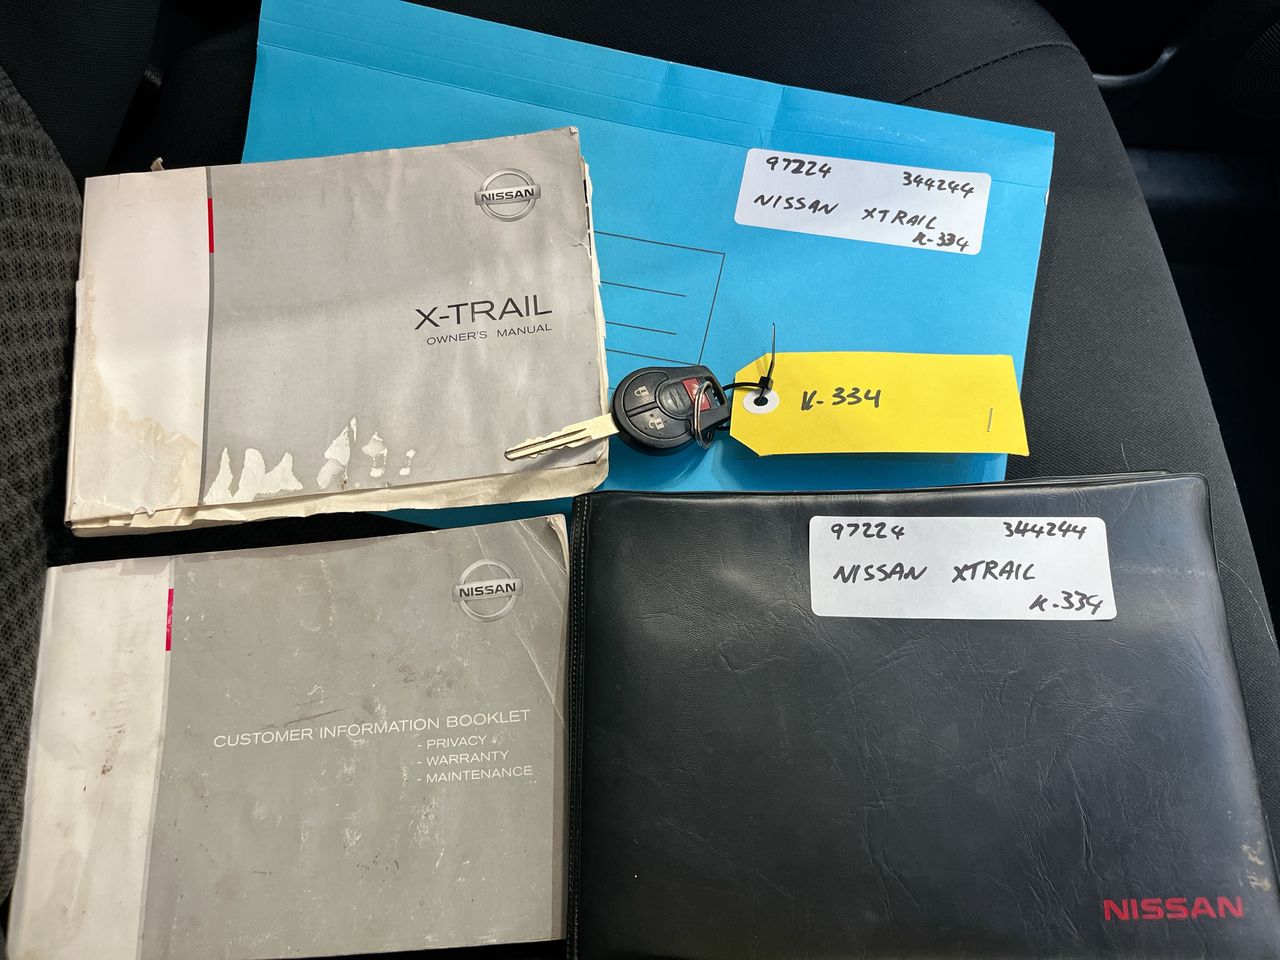 97224 344244
NISSAN XTRAIL
K-334
NISSAN
X-TRAIL
OWNER'S MANUAL
K-334
97224 344244
NISSAN XTRAIL
K-334
NISSAN
CUSTOMER INFORMATION BOOKLET
- PRIVACY
- WARRANTY
- MAINTENANCE
NISSAN